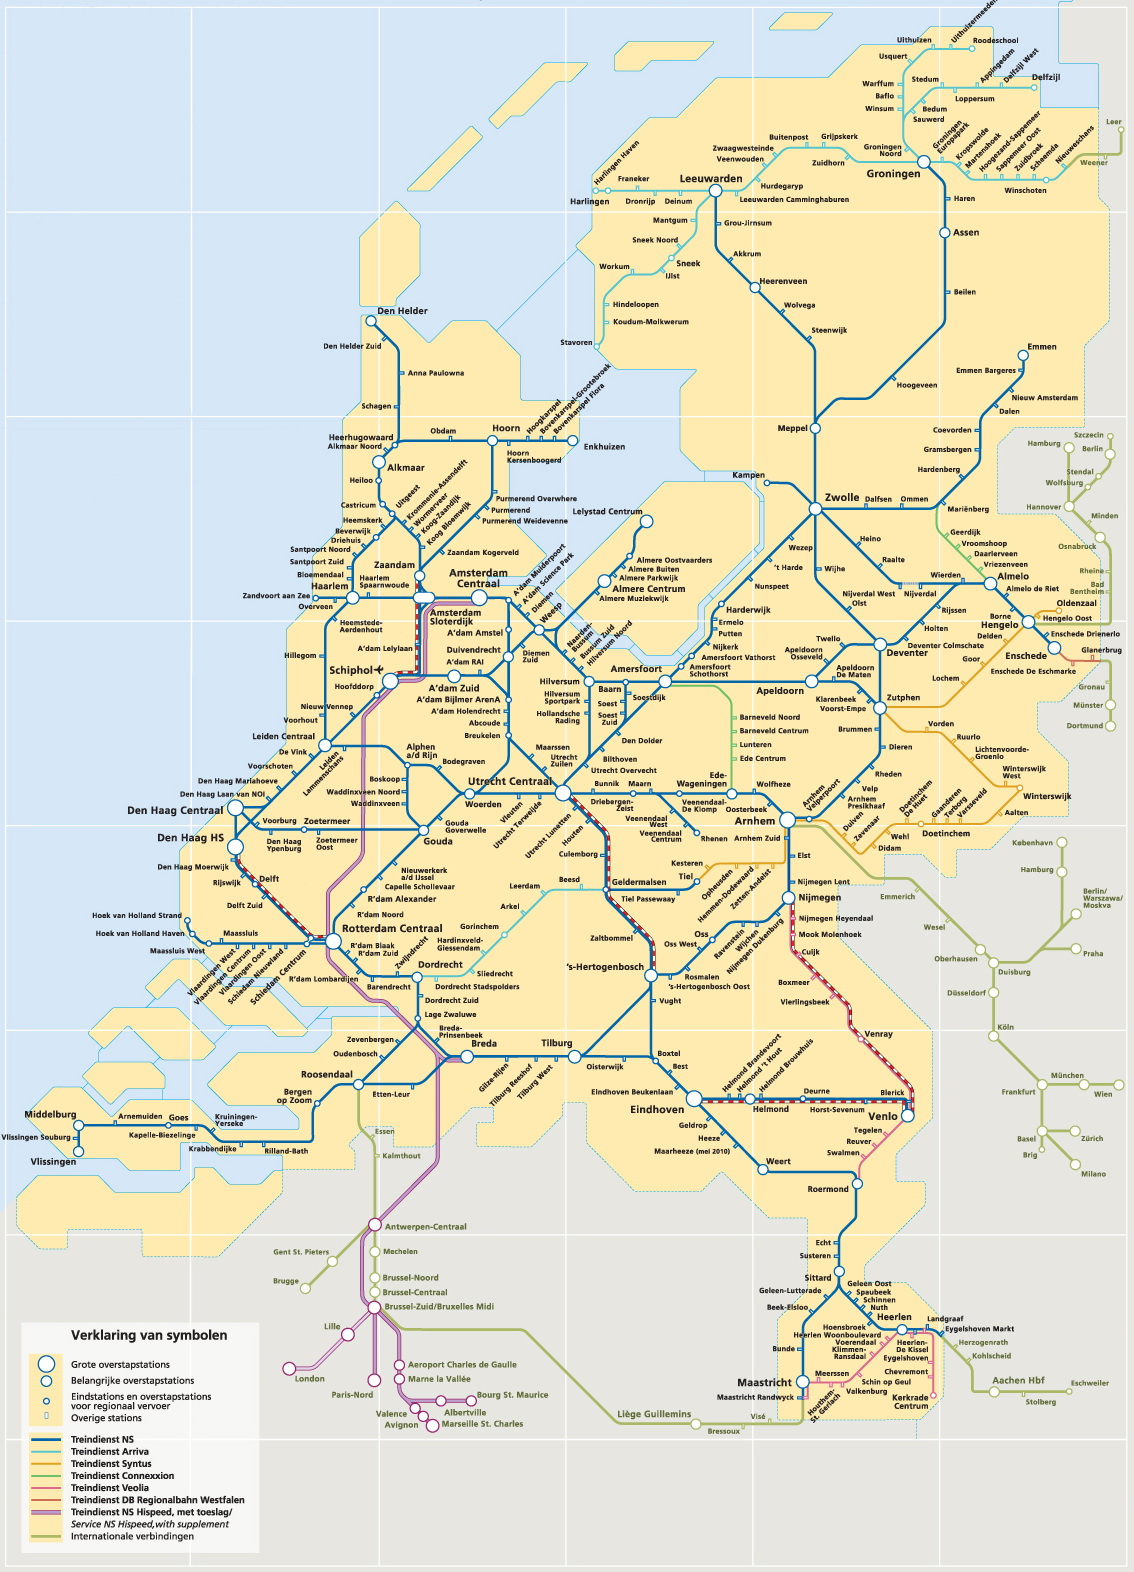 Uithuizen
Uithuizermeeden
Roodeschool
Usquert
Warffum
Baflo
Winsum
Stedum
Appingedam
Delfzijl West
Delfzijl
Loppersum
Bedum
Sauwerd
Groningen Noord
Groningen Europapark
Groningen
Kropswolde
Martenshoek
Hoogezand-Sappemeer
Sappemeer Oost
Zuidbroek
Scheemda
Winschoten
Nieuweschans
Weener
Leer
Buitenpost
Grijpskerk
Zwaagwesteinde
Veenwouden
Zuidhorn
Hurdegaryp
Leeuwarden Camminghaburen
Leeuwarden
Harlingen Haven
Harlingen
Franeker
Dronrijp
Deinum
Mantgum
Sneek Noord
Sneek
IJlst
Workum
Hindeloopen
Koudum-Molkwerum
Stavoren
Grou-Jirnsum
Akkrum
Heerenveen
Wolvega
Steenwijk
Haren
Assen
Beilen
Hoogeveen
Meppel
Emmen
Emmen Bargeres
Nieuw Amsterdam
Dalen
Coevorden
Gramsbergen
Hardenberg
Mariënberg
Ommen
Dalfsen
Zwolle
Kampen
Den Helder
Den Helder Zuid
Anna Paulowna
Schagen
Heerhugowaard
Alkmaar Noord
Alkmaar
Heiloo
Castricum
Obdam
Hoorn
Hoorn Kersenboogerd
Hoogkarspel
Bovenkarspel-Grootebroek
Bovenkarspel Flora
Enkhuizen
Uitgeest
Krommenie-Assendelft
Wormerveer
Koog-Zaandijk
Koog Bloemwijk
Purmerend Overwhere
Purmerend
Purmerend Weidevenne
Zaandam Kogerveld
Zaandam
Heemskerk
Beverwijk
Driehuis
Santpoort Noord
Santpoort Zuid
Bloemendaal
Haarlem
Haarlem Spaarnwoude
Zandvoort aan Zee
Overveen
Heemstede-Aerdenhout
Hillegom
Amsterdam Centraal
Amsterdam Sloterdijk
A'dam Muiderpoort
A'dam Science Park
Diemen
Weesp
A'dam Lelylaan
A'dam Amstel
Duivendrecht
A'dam RAI
A'dam Zuid
Diemen Zuid
A'dam Bijlmer ArenA
A'dam Holendrecht
Abcoude
Breukelen
Schiphol
Hoofddorp
Nieuw Vennep
Voorhout
Leiden Centraal
De Vink
Leiden Lammenschans
Voorschoten
Den Haag Mariahoeve
Den Haag Laan van NOI
Den Haag Centraal
Den Haag HS
Voorburg
Den Haag Ypenburg
Zoetermeer
Zoetermeer Oost
Den Haag Moerwijk
Rijswijk
Delft
Delft Zuid
Alphen a/d Rijn
Bodegraven
Boskoop
Waddinxveen Noord
Waddinxveen
Woerden
Gouda Goverwelle
Gouda
Vleuten
Utrecht Terwijde
Utrecht Centraal
Maarssen
Utrecht Zuilen
Utrecht Lunetten
Houten
Culemborg
Utrecht Overvecht
Bilthoven
Den Dolder
Hollandsche Rading
Hilversum Sportpark
Hilversum
Hilversum Noord
Bussum Zuid
Naarden-Bussum
Baarn
Soest
Soest Zuid
Soestdijk
Lelystad Centrum
Almere Oostvaarders
Almere Buiten
Almere Parkwijk
Almere Centrum
Almere Muziekwijk
Wezep
't Harde
Nunspeet
Harderwijk
Ermelo
Putten
Nijkerk
Amersfoort Vathorst
Amersfoort Schothorst
Amersfoort
Barneveld Noord
Barneveld Centrum
Lunteren
Ede Centrum
Ede-Wageningen
Bunnik
Maarn
Driebergen-Zeist
Veenendaal-De Klomp
Veenendaal West
Veenendaal Centrum
Rhenen
Wolfheze
Oosterbeek
Arnhem
Arnhem Zuid
Elst
Arnhem Velperpoort
Arnhem Presikhaaf
Velp
Rheden
Dieren
Brummen
Zutphen
Voorst-Empe
Klarenbeek
Apeldoorn De Maten
Apeldoorn Osseveld
Apeldoorn
Twello
Deventer
Deventer Colmschate
Holten
Rijssen
Wierden
Nijverdal
Nijverdal West
Raalte
Heino
Wijhe
Olst
Geerdijk
Vroomshoop
Daarlerveen
Vriezenveen
Almelo
Almelo de Riet
Borne
Hengelo
Oldenzaal
Hengelo Oost
Enschede Drienerlo
Enschede
Enschede De Eschmarke
Glanerbrug
Gronau
Münster
Dortmund
Delden
Goor
Lochem
Vorden
Ruurlo
Lichtenvoorde-Groenlo
Winterswijk West
Winterswijk
Aalten
Varsseveld
Terborg
Gaanderen
Doetinchem
Doetinchem De Huet
Wehl
Didam
Zevenaar
Duiven
Hamburg
Szczecin
Berlin
Stendal
Wolfsburg
Hannover
Minden
Osnabruck
Rheine
Bad Bentheim
København
Hamburg
Berlin/
Warszawa/
Moskva
Praha
Emmerich
Wesel
Oberhausen
Duisburg
Düsseldorf
Köln
Frankfurt
München
Wien
Basel
Zürich
Brig
Milano
Kesteren
Opheusden
Hemmen-Dodewaard
Zetten-Andelst
Tiel
Tiel Passewaay
Geldermalsen
Beesd
Leerdam
Arkel
Gorinchem
Hardinxveld-Giessendam
Sliedrecht
Zaltbommel
Nijmegen Lent
Nijmegen
Nijmegen Heyendaal
Nijmegen Dukenburg
Wijchen
Ravenstein
Oss
Oss West
Rosmalen
's-Hertogenbosch Oost
's-Hertogenbosch
Mook Molenhoek
Cuijk
Boxmeer
Vierlingsbeek
Venray
Blerick
Venlo
Nieuwerkerk a/d IJssel
Capelle Schollevaar
R'dam Alexander
R'dam Noord
Rotterdam Centraal
R'dam Blaak
R'dam Zuid
R'dam Lombardijen
Barendrecht
Zwijndrecht
Dordrecht
Dordrecht Stadspolders
Dordrecht Zuid
Lage Zwaluwe
Hoek van Holland Strand
Hoek van Holland Haven
Maassluis West
Maassluis
Vlaardingen West
Vlaardingen Centrum
Vlaardingen Oost
Schiedam Nieuwland
Schiedam Centrum
Breda-Prinsenbeek
Breda
Zevenbergen
Oudenbosch
Roosendaal
Etten-Leur
Bergen op Zoom
Gilze-Rijen
Tilburg Reeshof
Tilburg West
Tilburg
Oisterwijk
Vught
Boxtel
Best
Eindhoven Beukenlaan
Eindhoven
Helmond Brandevoort
Helmond 't Hout
Helmond
Helmond Brouwhuis
Deurne
Horst-Sevenum
Geldrop
Heeze
Maarheeze (mei 2010)
Weert
Roermond
Tegelen
Reuver
Swalmen
Echt
Susteren
Sittard
Geleen-Lutterade
Beek-Elsloo
Bunde
Maastricht
Maastricht Randwyck
Geleen Oost
Spaubeek
Schinnen
Nuth
Hoensbroek
Heerlen Woonboulevard
Heerlen
Voerendaal
Klimmen-Ransdaal
Schin op Geul
Valkenburg
Meerssen
Houthem-St. Gerlach
Landgraaf
Eygelshoven Markt
Heerlen-De Kissel
Eygelshoven
Chevremont
Kerkrade Centrum
Herzogenrath
Kohlscheid
Aachen Hbf
Eschweiler
Stolberg
Middelburg
Vlissingen Souburg
Vlissingen
Arnemuiden
Goes
Kapelle-Biezelinge
Kruiningen-Yerseke
Krabbendijke
Rilland-Bath
Essen
Kalmthout
Antwerpen-Centraal
Mechelen
Brussel-Noord
Brussel-Centraal
Brussel-Zuid/Bruxelles Midi
Gent St. Pieters
Brugge
Lille
London
Paris-Nord
Aeroport Charles de Gaulle
Marne la Vallée
Bourg St. Maurice
Albertville
Valence
Avignon
Marseille St. Charles
Liège Guillemins
Bressoux
Visé
Verklaring van symbolen
Grote overstapstations
Belangrijke overstapstations
Eindstations en overstapstations
voor regionaal vervoer
Overige stations
Treindienst NS
Treindienst Arriva
Treindienst Syntus
Treindienst Connexxion
Treindienst Veolia
Treindienst DB Regionalbahn Westfalen
Treindienst NS Hispeed, met toeslag/
Service NS Hispeed,with supplement
Internationale verbindingen